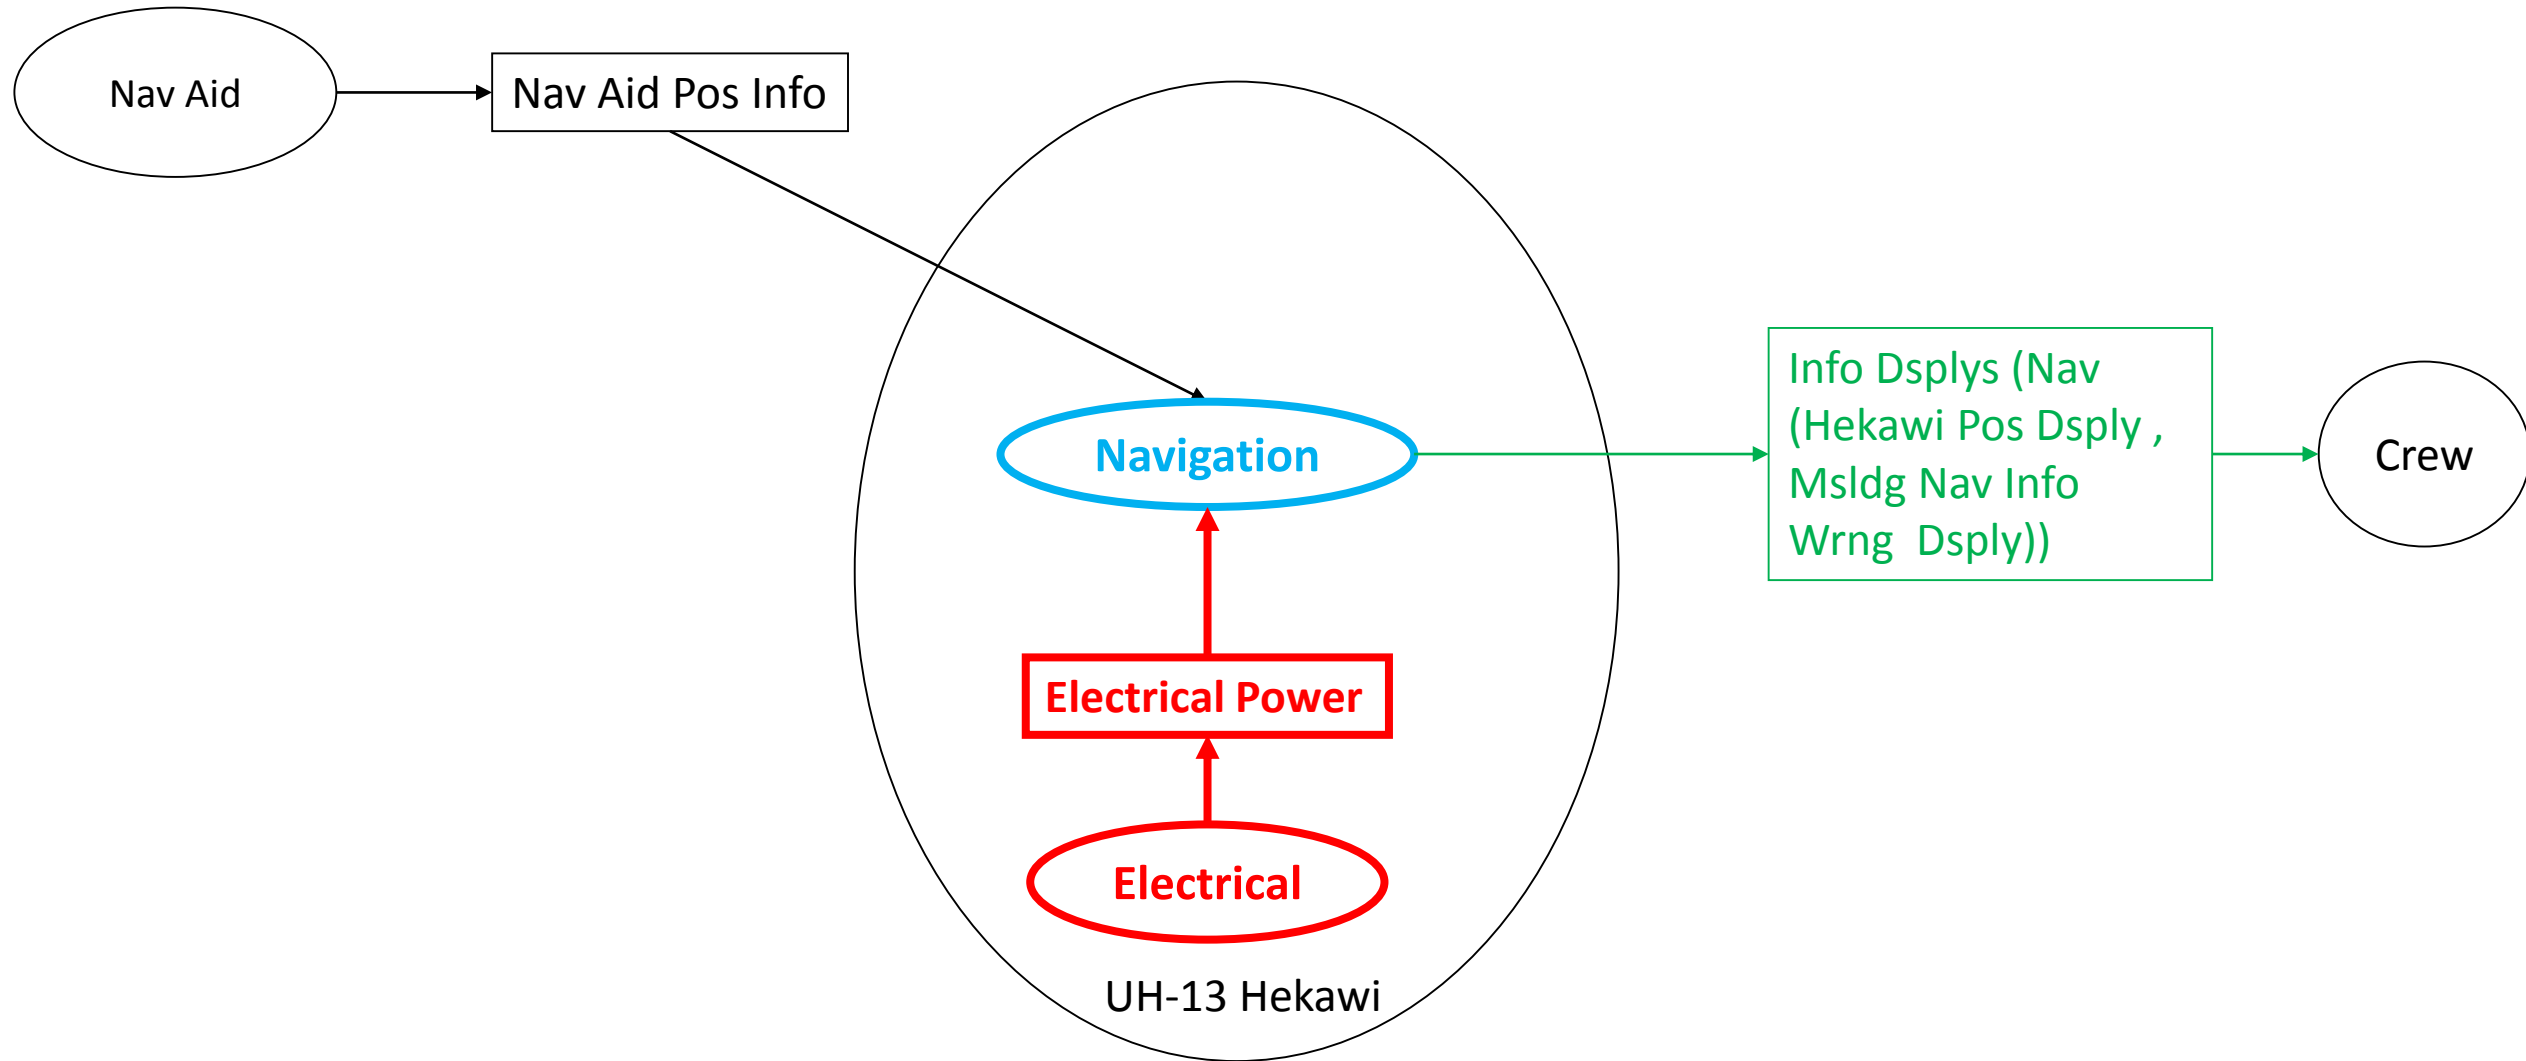 Nav Aid
Nav Aid Pos Info
Navigation
Info Dsplys (Nav
(Hekawi Pos Dsply ,
Msldg Nav Info
Wrng  Dsply))
Crew
Electrical Power
Electrical
UH-13 Hekawi